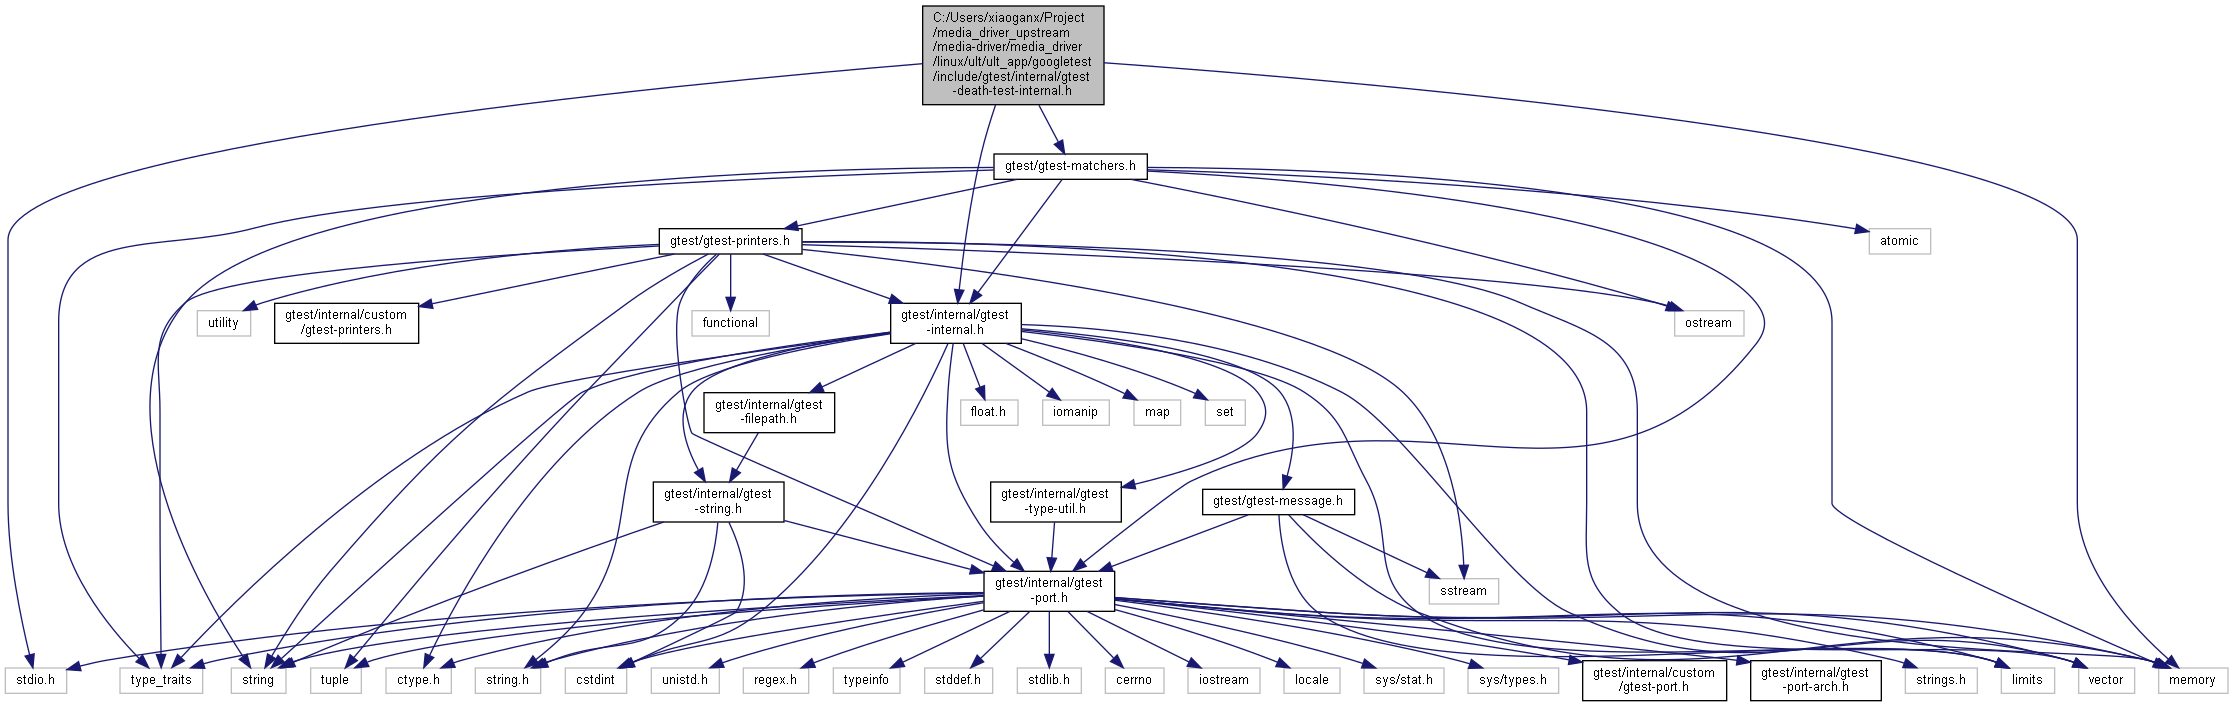 C:/Users/xiaoganx/Project
/media_driver_upstream
/media-driver/media_driver
/linux/ult/ult_app/googletest
/include/gtest/internal/gtest
-death-test-internal.h
gtest/gtest-matchers.h
gtest/gtest-printers.h
atomic
utility
gtest/internal/custom
/gtest-printers.h
functional
gtest/internal/gtest
-internal.h
ostream
gtest/internal/gtest
-filepath.h
float.h
iomanip
map
set
gtest/internal/gtest
-string.h
gtest/internal/gtest
-type-util.h
gtest/gtest-message.h
gtest/internal/gtest
-port.h
sstream
stdio.h
type_traits
string
tuple
ctype.h
string.h
cstdint
unistd.h
regex.h
typeinfo
stddef.h
stdlib.h
cerrno
iostream
locale
sys/stat.h
sys/types.h
gtest/internal/custom
/gtest-port.h
gtest/internal/gtest
-port-arch.h
strings.h
limits
vector
memory